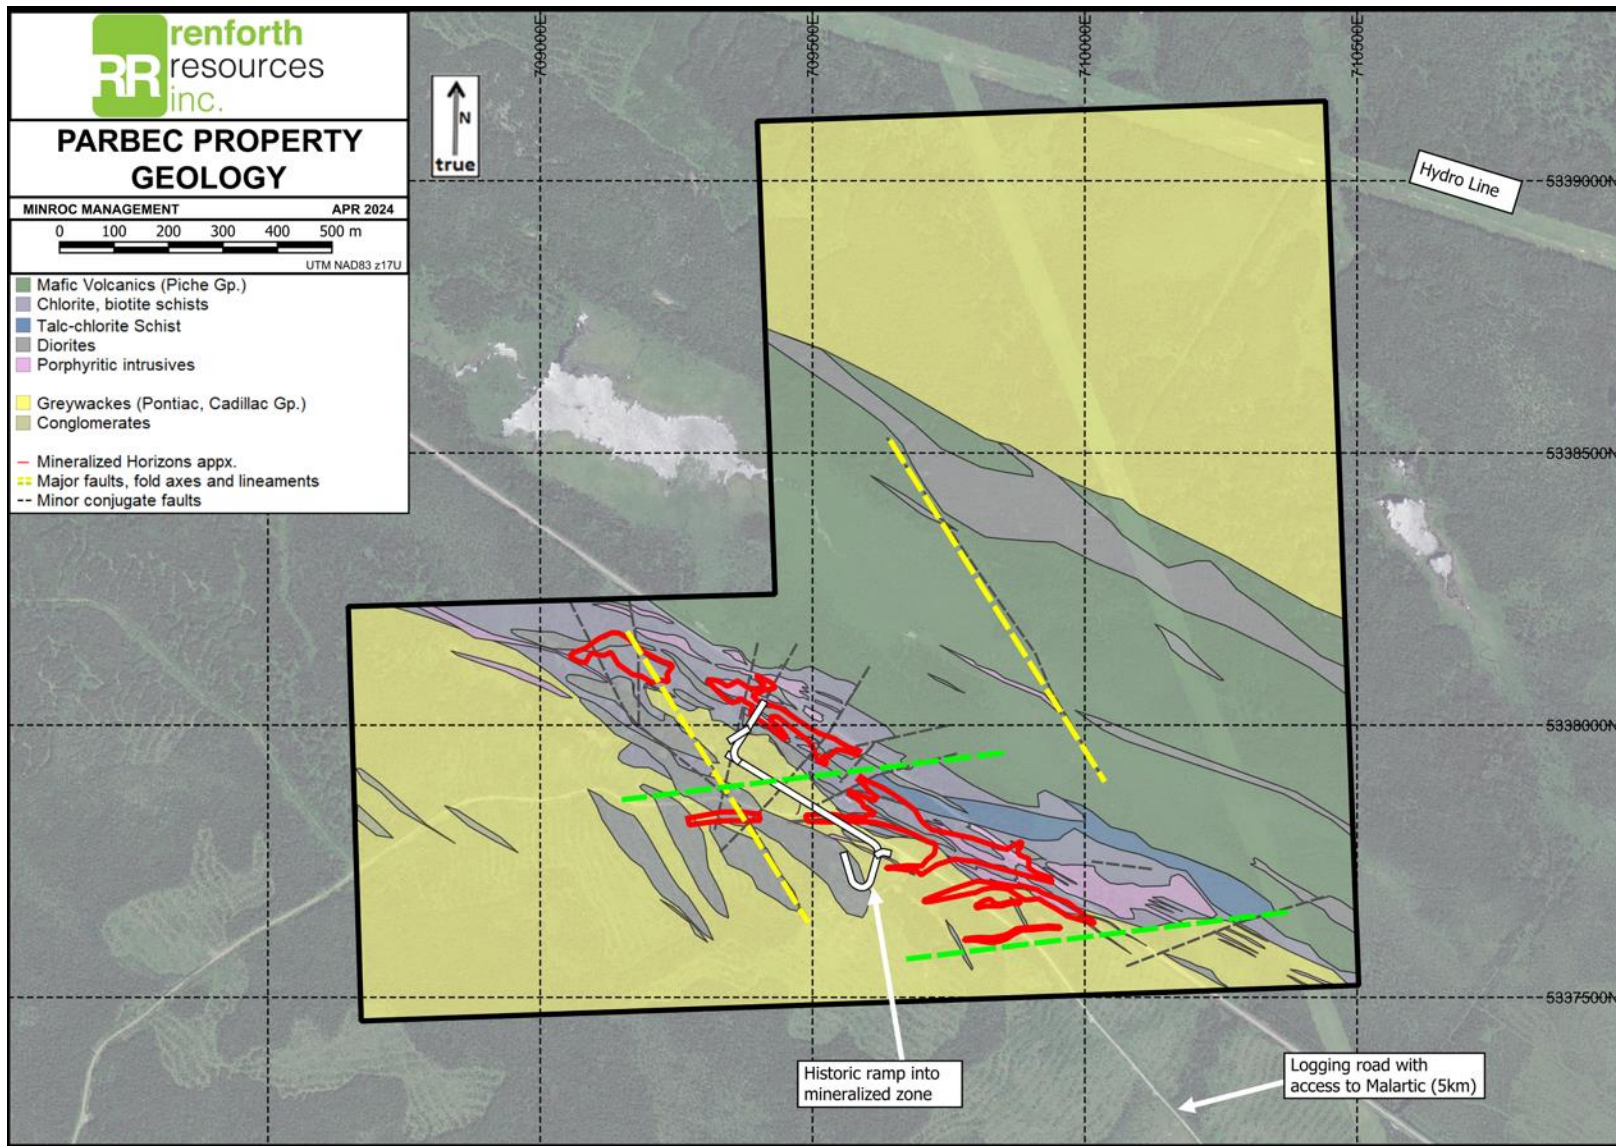 RR
renforth
resources
inc.
PARBEC PROPERTY
GEOLOGY
MINROC MANAGEMENT APR 2024
0 100 200 300 400 500 m
UTM NAD83 z17U
Mafic Volcanics (Piche Gp.)
Chlorite, biotite schists
Talc-chlorite Schist
Diorites
Porphyritic intrusives
Greywackes (Pontiac, Cadillac Gp.)
Conglomerates
Mineralized Horizons appx.
Major faults, fold axes and lineaments
Minor conjugate faults
N
true
709000E
709500E
710000E
710500E
Hydro Line
5339000N
5338500N
5338000N
5337500N
Historic ramp into
mineralized zone
Logging road with
access to Malartic (5km)